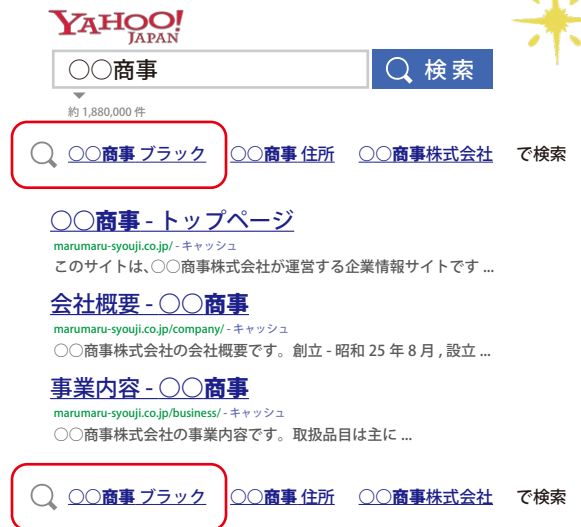 YAHOO!
JAPAN
○○商事 検索
約 1,880,000 件
○○商事 ブラック ○○商事 住所 ○○商事株式会社 で検索
○○商事 - トップページ
marumaru-syouji.co.jp/ - キャッシュ
このサイトは、○○商事株式会社が運営する企業情報サイトです ...
会社概要 - ○○商事
marumaru-syouji.co.jp/company/ - キャッシュ
○○商事株式会社の会社概要です。創立 - 昭和 25 年 8 月 , 設立 ...
事業内容 - ○○商事
marumaru-syouji.co.jp/business/ - キャッシュ
○○商事株式会社の事業内容です。取扱品目は主に ...
○○商事 ブラック ○○商事 住所 ○○商事株式会社 で検索